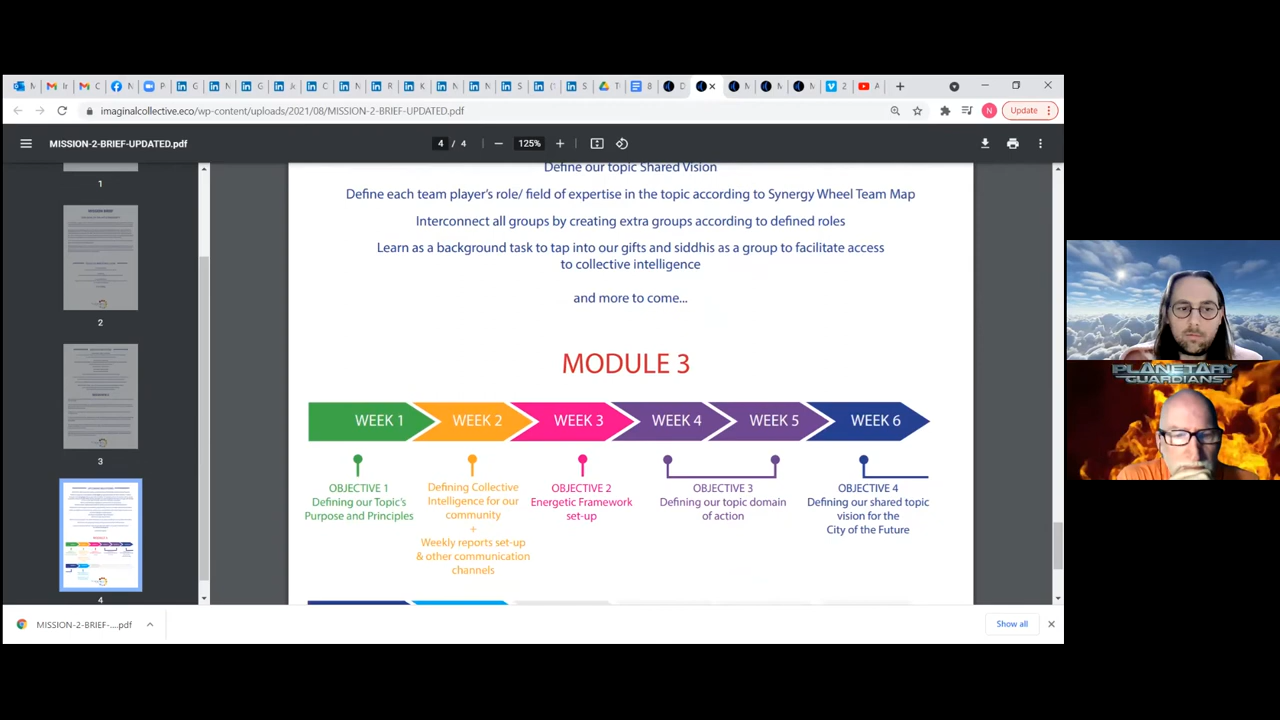 imaginalcollective.eco/wp-content/uploads/2021/08/MISSION-2-BRIEF-UPDATED.pdf
Update
MISSION-2-BRIEF-UPDATED.pdf
4 / 4
125%
1
2
3
4
Define our topic Shared Vision
Define each team player's role/ field of expertise in the topic according to Synergy Wheel Team Map
Interconnect all groups by creating extra groups according to defined roles
Learn as a background task to tap into our gifts and siddhis as a group to facilitate access
to collective intelligence
and more to come...
MODULE 3
WEEK 1
WEEK 2
WEEK 3
WEEK 4
WEEK 5
WEEK 6
OBJECTIVE 1
Defining our Topic's
Purpose and Principles
Defining Collective
Intelligence for our
community
+
Weekly reports set-up
& other communication
channels
OBJECTIVE 2
Energetic Framework
set-up
OBJECTIVE 3
Defining our topic domain
of action
OBJECTIVE 4
Defining our shared topic
vision for the
City of the Future
PLANETARY
GUARDIANS
MISSION-2-BRIEF-....pdf
Show all